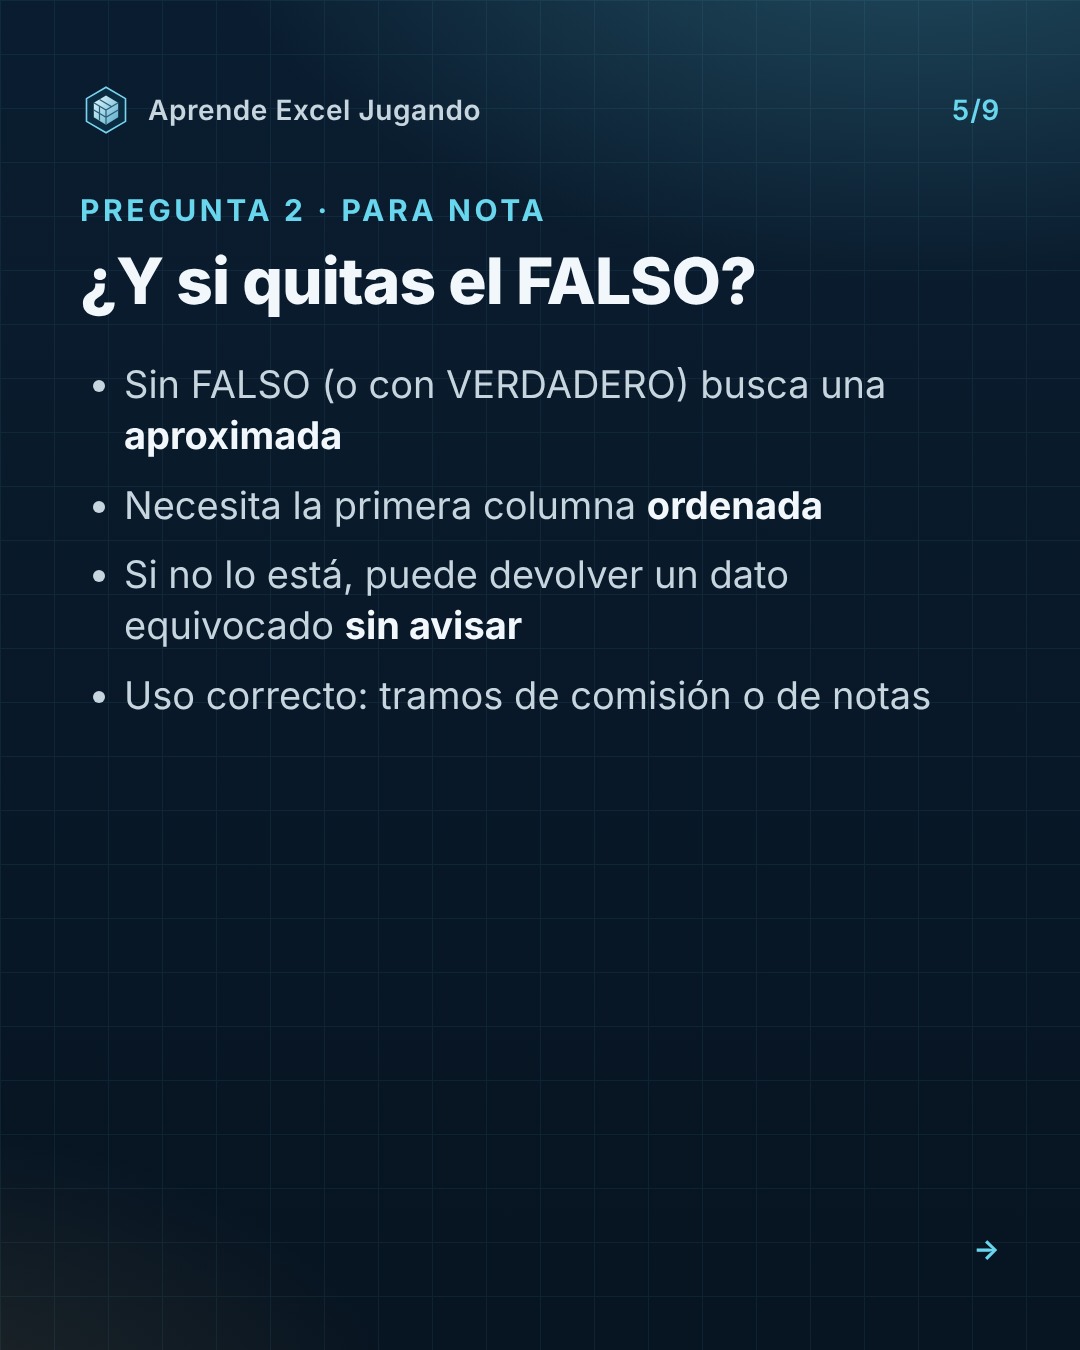 Aprende Excel Jugando
5/9
PREGUNTA 2 · PARA NOTA
¿Y si quitas el FALSO?
• Sin FALSO (o con VERDADERO) busca una
aproximada
• Necesita la primera columna ordenada
• Si no lo está, puede devolver un dato
equivocado sin avisar
• Uso correcto: tramos de comisión o de notas
→